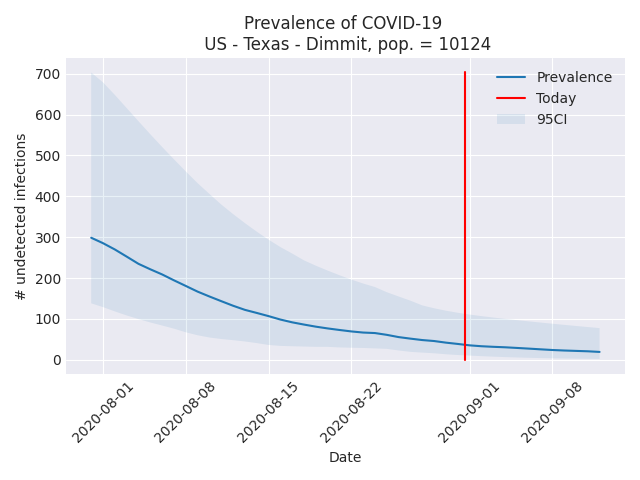 Prevalence of COVID-19
US - Texas - Dimmit, pop. = 10124
700
600
500
400
300
200
100
0
# undetected infections
Prevalence
Today
95CI
2020-08-01
2020-08-08
2020-08-15
2020-08-22
2020-09-01
2020-09-08
Date